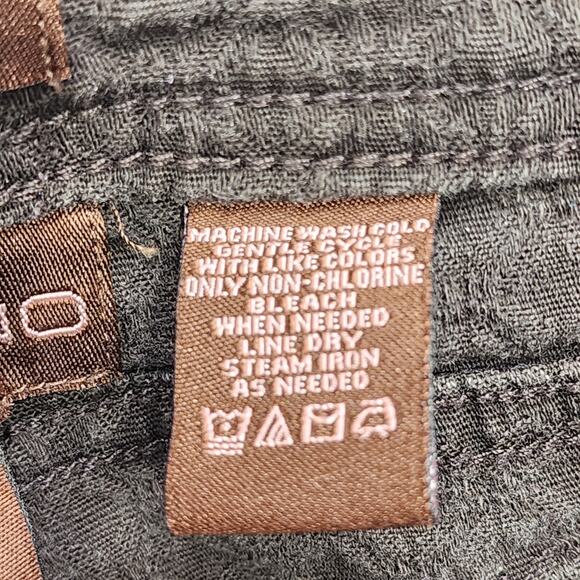 MACHINE WASH COLD
GENTLE CYCLE
WITH LIKE COLORS
ONLY NON-CHLORINE
BLEACH
WHEN NEEDED
LINE DRY
STEAM IRON
AS NEEDED